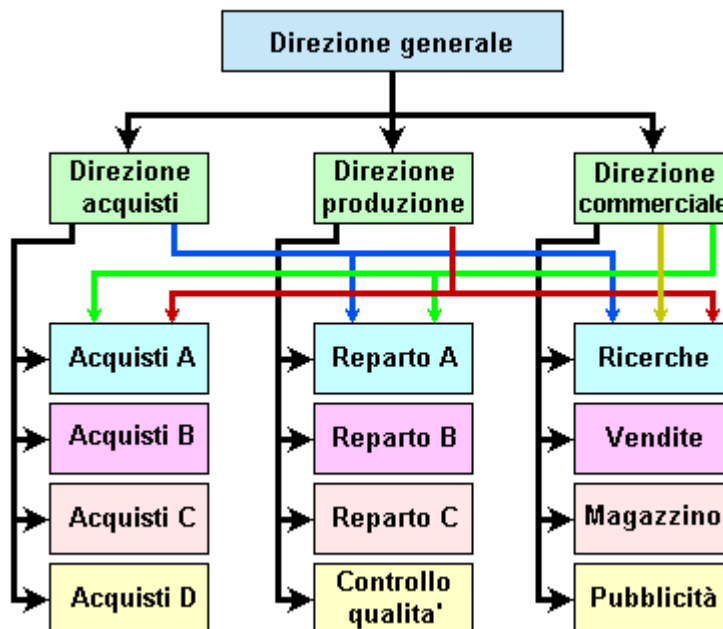 Direzione generale
Direzione
acquisti
Direzione
produzione
Direzione
commerciale
Acquisti A
Reparto A
Ricerche
Acquisti B
Reparto B
Vendite
Acquisti C
Reparto C
Magazzino
Acquisti D
Controllo
qualita'
Pubblicità